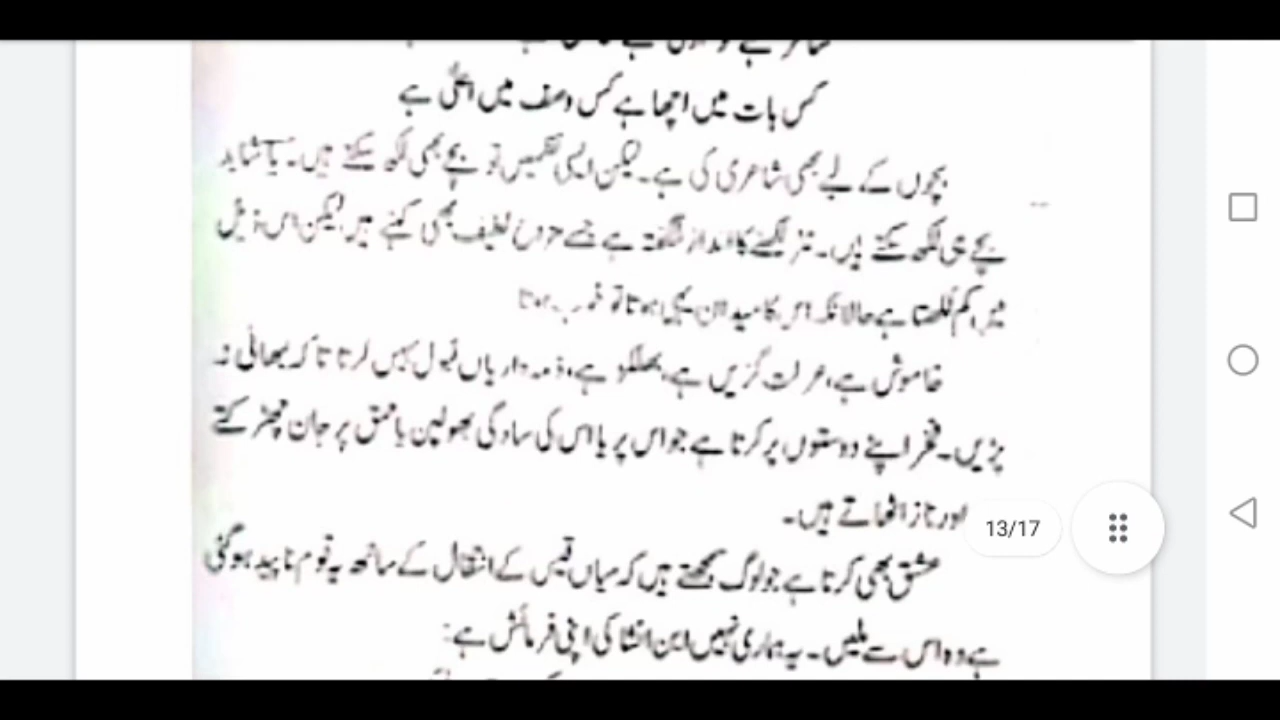 کس بات میں اچھا ہے کس وصف میں اعلیٰ ہے
بچوں کے لیے بھی شاعری کی ہے۔ لیکن ایسی نظمیں تو بچے بھی لکھ سکتے ہیں۔ یا شاید
بچے ہی لکھ سکتے ہیں۔ نثر لکھنے کا انداز شگفتہ ہے جسے مزاح لطیف بھی کہتے ہیں لیکن اس ذیل
میں کم لکھتا ہے حالانکہ اس کا میدان یہی ہوتا تو خوب ہوتا
خاموش ہے، عزلت گزیں ہے، بھلکڑ ہے، ذمہ داریاں قبول نہیں کرتا تاکہ نبھانی نہ
پڑیں۔ فخر اپنے دوستوں پر کرتا ہے جو اس پر یا اس کی سادگی بھولپن یا حمق پر جان چھڑکتے
اور ناز اٹھاتے ہیں۔
13/17
عشق بھی کرتا ہے جو لوگ سمجھتے ہیں کہ میاں قیس کے انتقال کے ساتھ یہ قوم ناپید ہو گئی
ہے وہ اس سے ملیں۔ یہ ہماری نہیں ابن انشا کی اپنی فرمائش ہے: